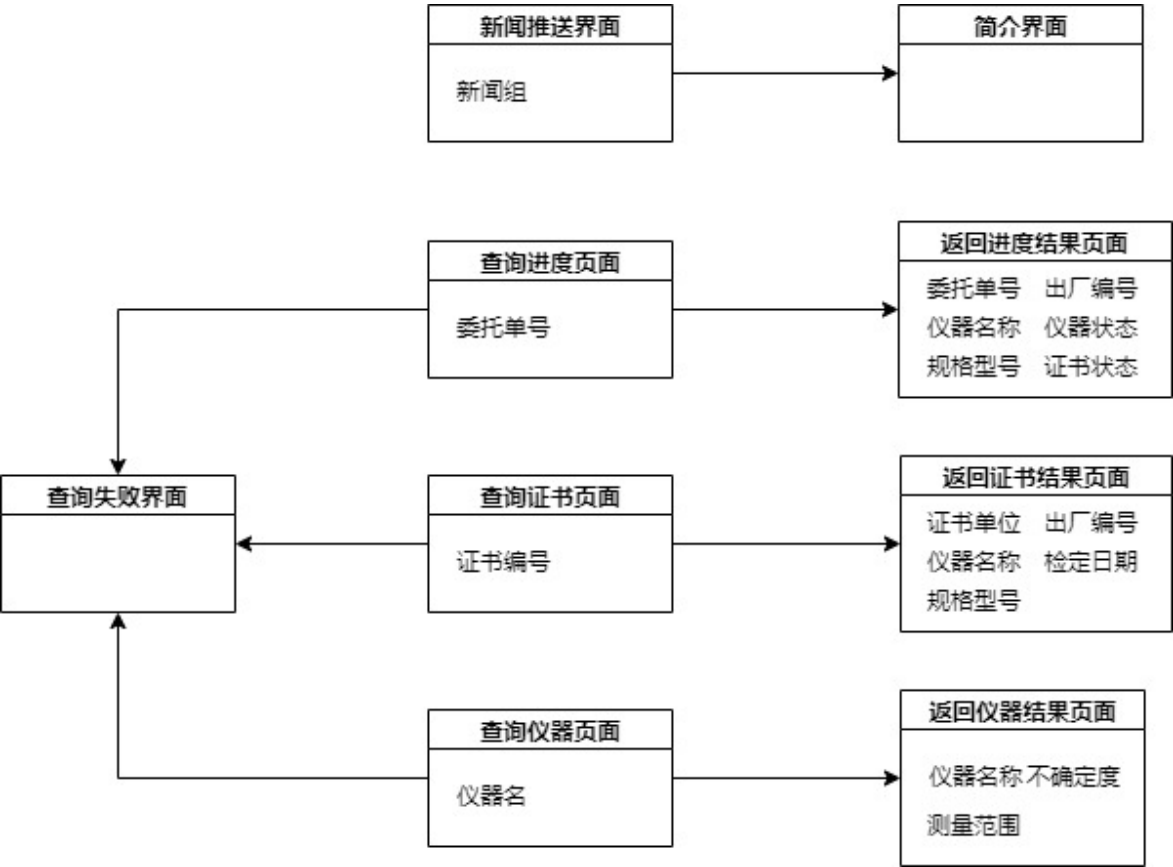 新闻推送界面
新闻组
简介界面
查询进度页面
委托单号
返回进度结果页面
委托单号 出厂编号
仪器名称 仪器状态
规格型号 证书状态
查询失败界面
查询证书页面
证书编号
返回证书结果页面
证书单位 出厂编号
仪器名称 检定日期
规格型号
查询仪器页面
仪器名
返回仪器结果页面
仪器名称 不确定度
测量范围